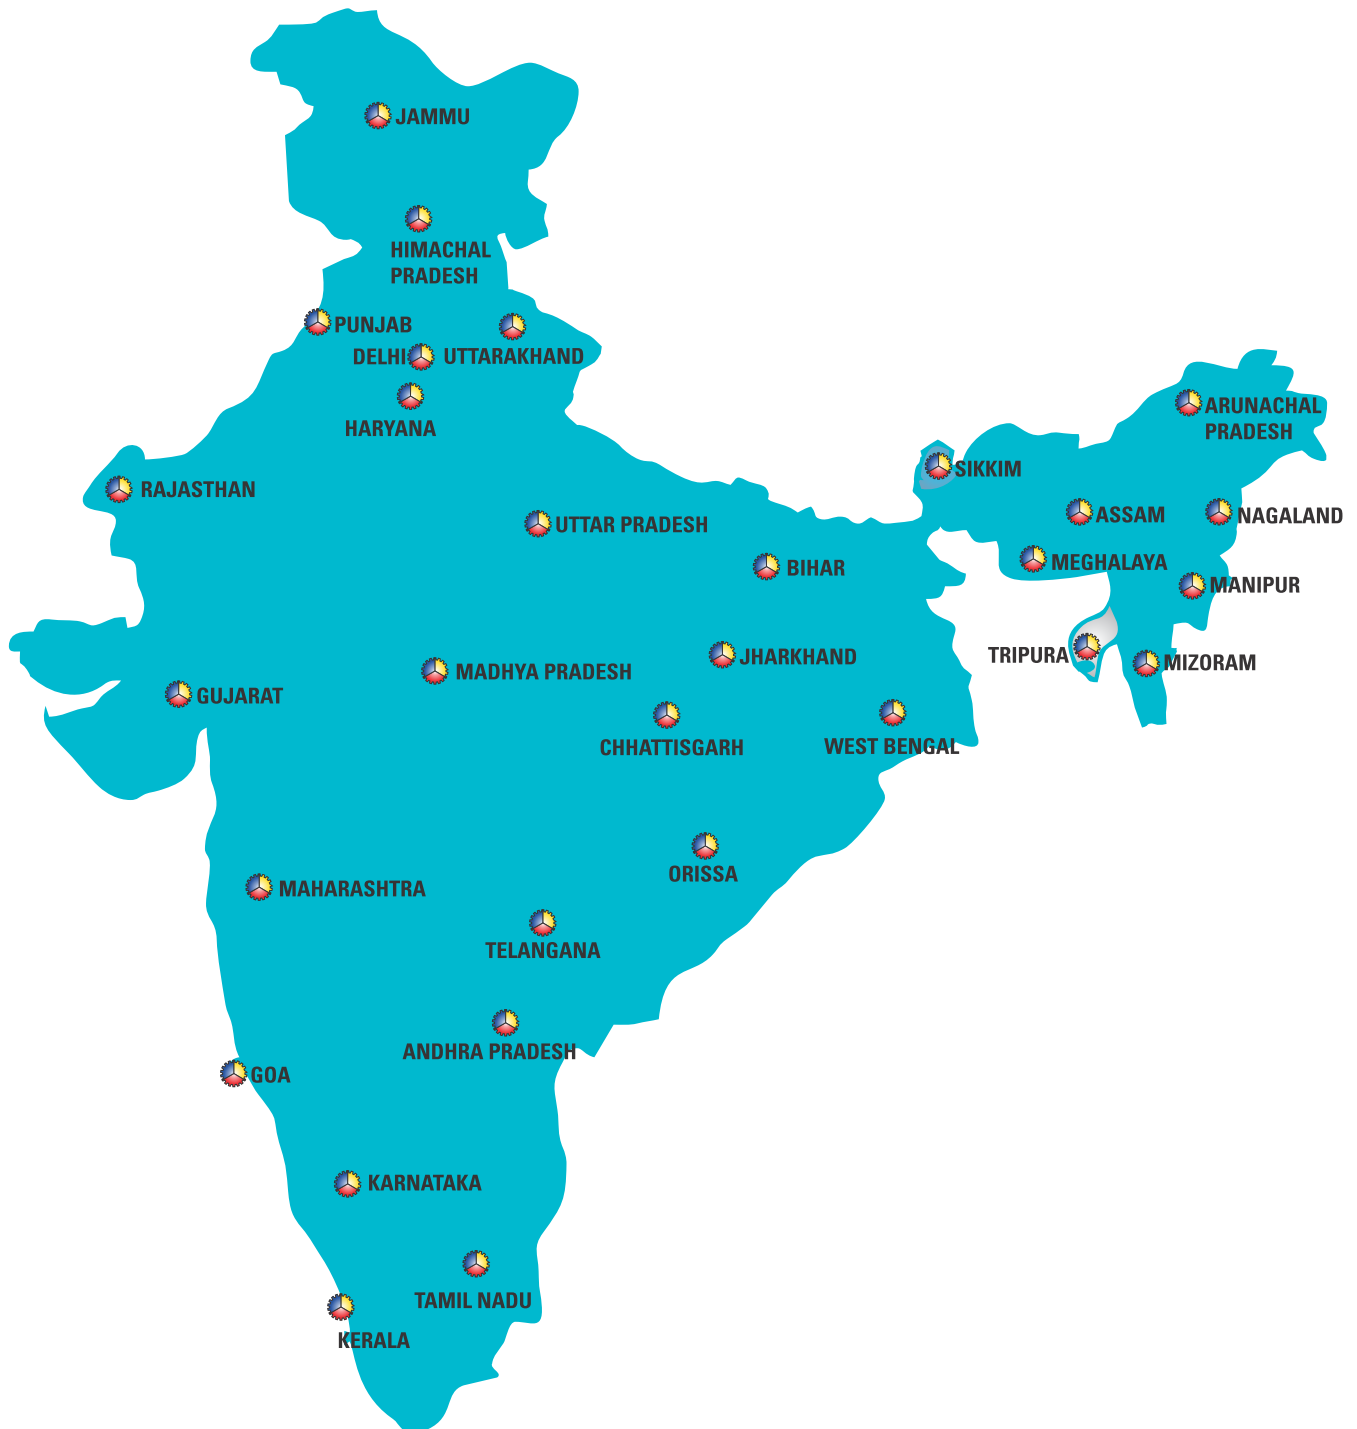 JAMMU
HIMACHAL
PRADESH
PUNJAB
DELHI
UTTARAKHAND
HARYANA
ARUNACHAL
PRADESH
SIKKIM
RAJASTHAN
ASSAM
NAGALAND
UTTAR PRADESH
MEGHALAYA
BIHAR
MANIPUR
TRIPURA
JHARKHAND
MIZORAM
MADHYA PRADESH
GUJARAT
CHHATTISGARH
WEST BENGAL
ORISSA
MAHARASHTRA
TELANGANA
ANDHRA PRADESH
GOA
KARNATAKA
TAMIL NADU
KERALA